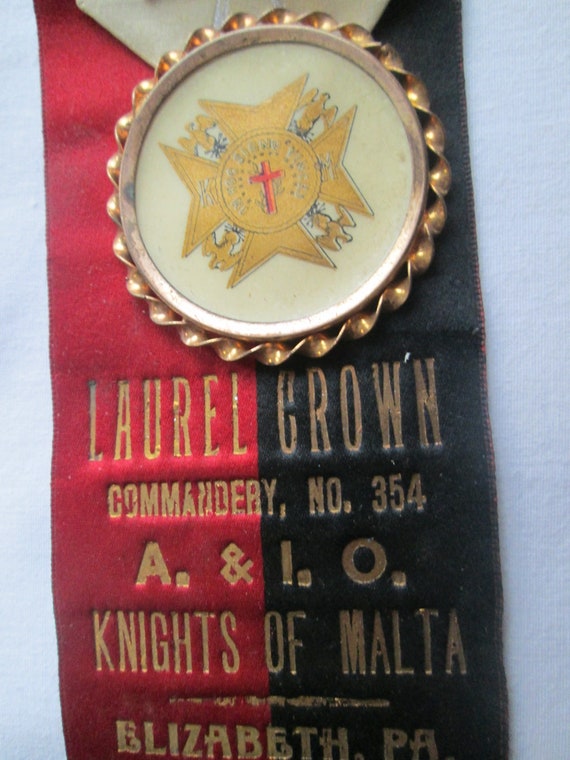 K M
LAUREL CROWN
COMMANDERY, NO. 354
A. & I. O.
KNIGHTS OF MALTA
ELIZABETH, PA.